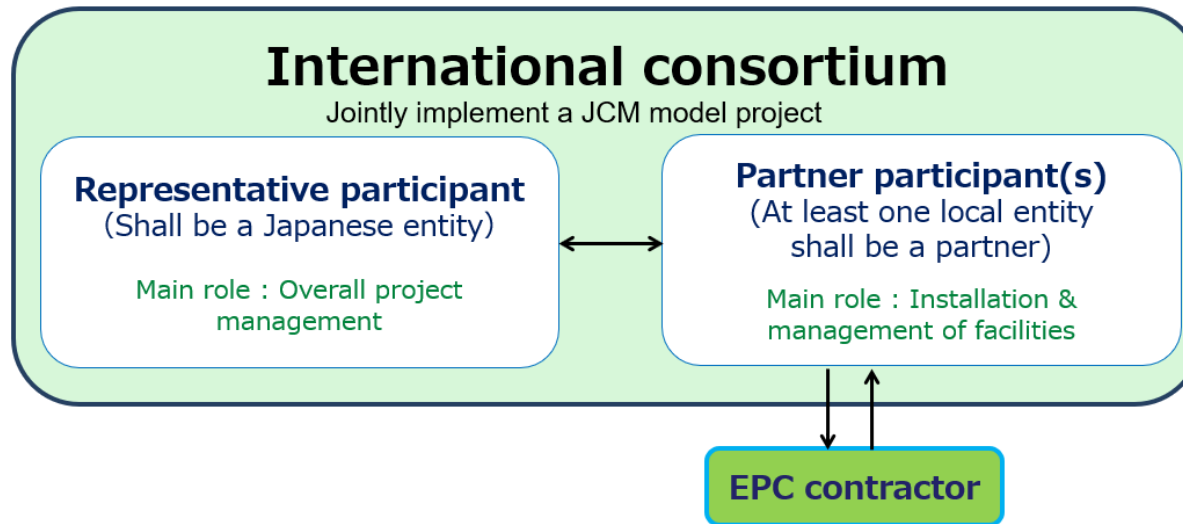 International consortium
Jointly implement a JCM model project
Representative participant
(Shall be a Japanese entity)
Main role : Overall project
management
Partner participant(s)
(At least one local entity
shall be a partner)
Main role : Installation &
management of facilities
EPC contractor